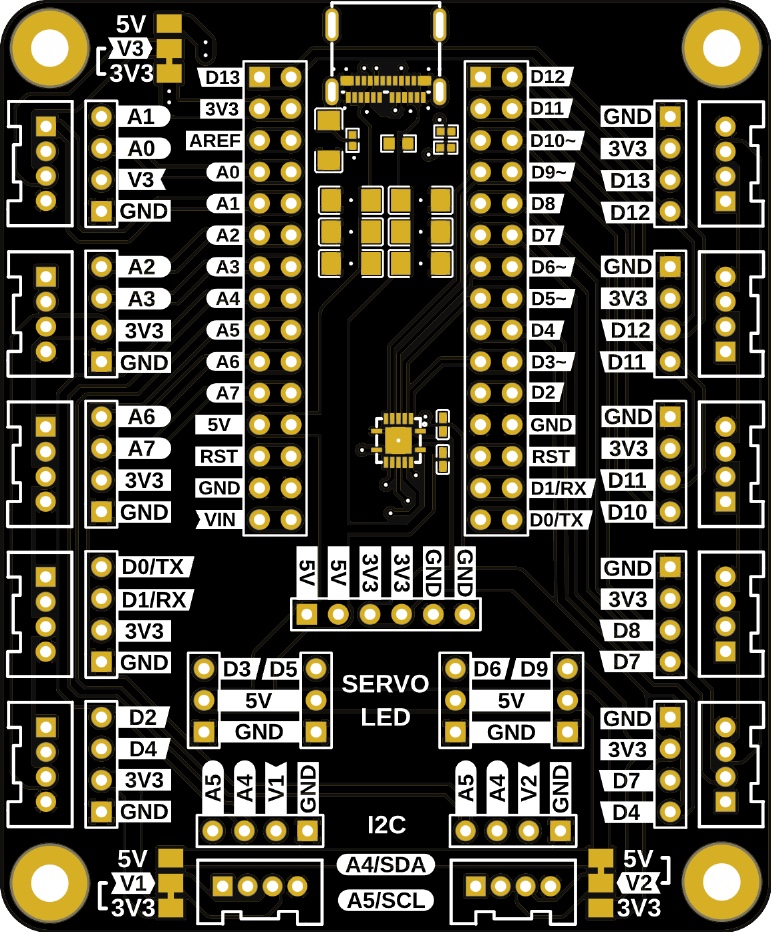 5V
V3
3V3
D13
3V3
AREF
A0
A1
A2
A3
A4
A5
A6
A7
5V
RST
GND
VIN
D12
D11
D10~
D9~
D8
D7
D6~
D5~
D4
D3~
D2
GND
RST
D1/RX
D0/TX
A1
A0
V3
GND
A2
A3
3V3
GND
A6
A7
3V3
GND
D0/TX
D1/RX
3V3
GND
D2
D4
3V3
GND
GND
3V3
D13
D12
GND
3V3
D12
D11
GND
3V3
D11
D10
GND
3V3
D8
D7
GND
3V3
D7
D4
5V 5V 3V3 3V3 GND GND
D3 / D5
5V
GND
SERVO
LED
D6 / D9
5V
GND
A5 A4 V1 GND
I2C
A5 A4 V2 GND
A4/SDA
A5/SCL
5V
V1
3V3
5V
V2
3V3